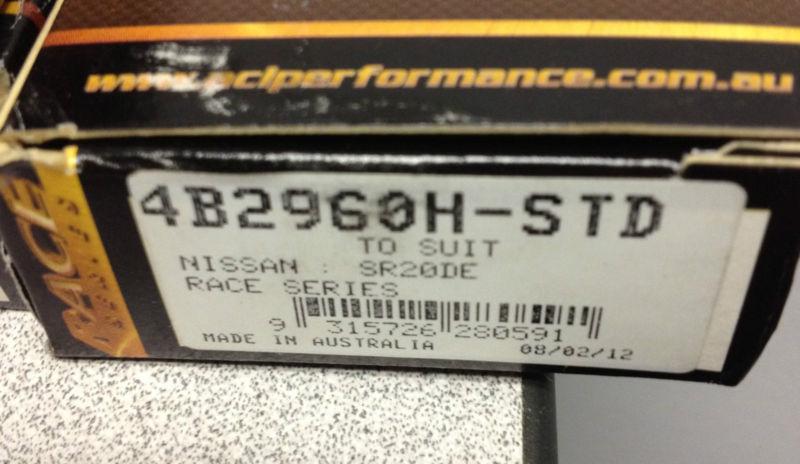 www.aclperformance.com.au
RACE
SERIES
4B2960H-STD
TO SUIT
NISSAN : SR20DE
RACE SERIES
9 315726 280591
MADE IN AUSTRALIA
08/02/12